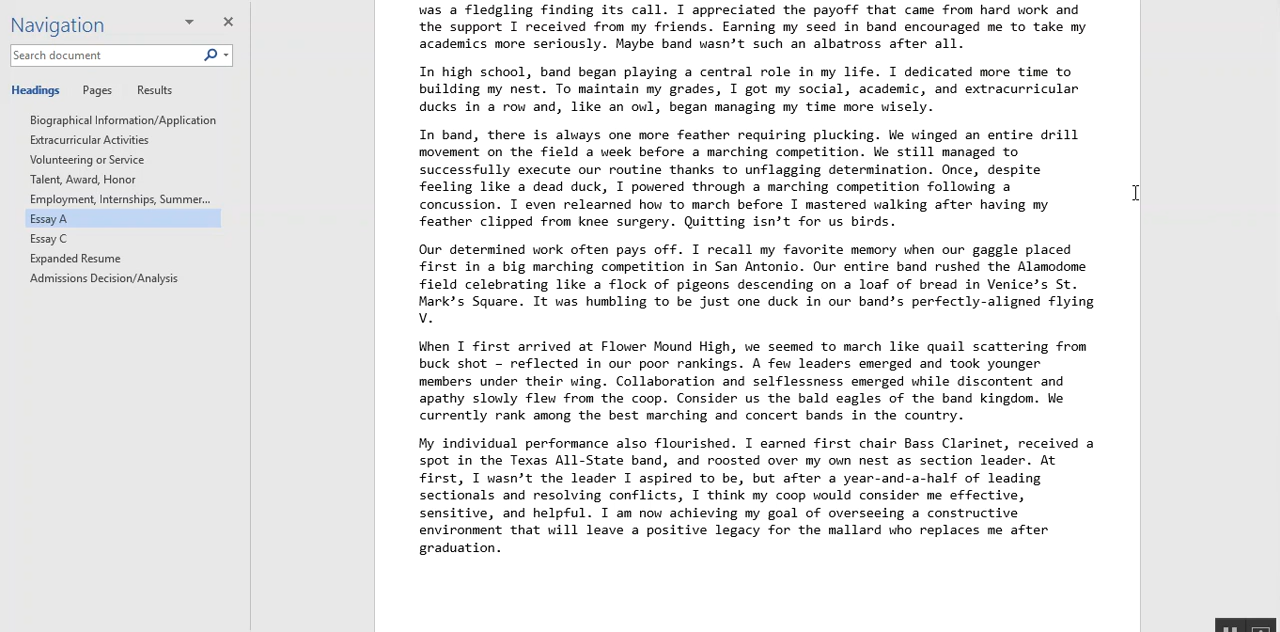 Navigation
Search document
Headings Pages Results
Biographical Information/Application
Extracurricular Activities
Volunteering or Service
Talent, Award, Honor
Employment, Internships, Summer...
Essay A
Essay C
Expanded Resume
Admissions Decision/Analysis
was a fledgling finding its call. I appreciated the payoff that came from hard work and
the support I received from my friends. Earning my seed in band encouraged me to take my
academics more seriously. Maybe band wasn’t such an albatross after all.
In high school, band began playing a central role in my life. I dedicated more time to
building my nest. To maintain my grades, I got my social, academic, and extracurricular
ducks in a row and, like an owl, began managing my time more wisely.
In band, there is always one more feather requiring plucking. We winged an entire drill
movement on the field a week before a marching competition. We still managed to
successfully execute our routine thanks to unflagging determination. Once, despite
feeling like a dead duck, I powered through a marching competition following a
concussion. I even relearned how to march before I mastered walking after having my
feather clipped from knee surgery. Quitting isn’t for us birds.
Our determined work often pays off. I recall my favorite memory when our gaggle placed
first in a big marching competition in San Antonio. Our entire band rushed the Alamodome
field celebrating like a flock of pigeons descending on a loaf of bread in Venice’s St.
Mark’s Square. It was humbling to be just one duck in our band’s perfectly-aligned flying
V.
When I first arrived at Flower Mound High, we seemed to march like quail scattering from
buck shot – reflected in our poor rankings. A few leaders emerged and took younger
members under their wing. Collaboration and selflessness emerged while discontent and
apathy slowly flew from the coop. Consider us the bald eagles of the band kingdom. We
currently rank among the best marching and concert bands in the country.
My individual performance also flourished. I earned first chair Bass Clarinet, received a
spot in the Texas All-State band, and roosted over my own nest as section leader. At
first, I wasn’t the leader I aspired to be, but after a year-and-a-half of leading
sectionals and resolving conflicts, I think my coop would consider me effective,
sensitive, and helpful. I am now achieving my goal of overseeing a constructive
environment that will leave a positive legacy for the mallard who replaces me after
graduation.